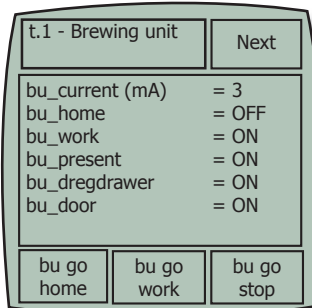 t.1 - Brewing unit
Next
bu_current (mA) = 3
bu_home = OFF
bu_work = ON
bu_present = ON
bu_dregdrawer = ON
bu_door = ON
bu go
home
bu go
work
bu go
stop